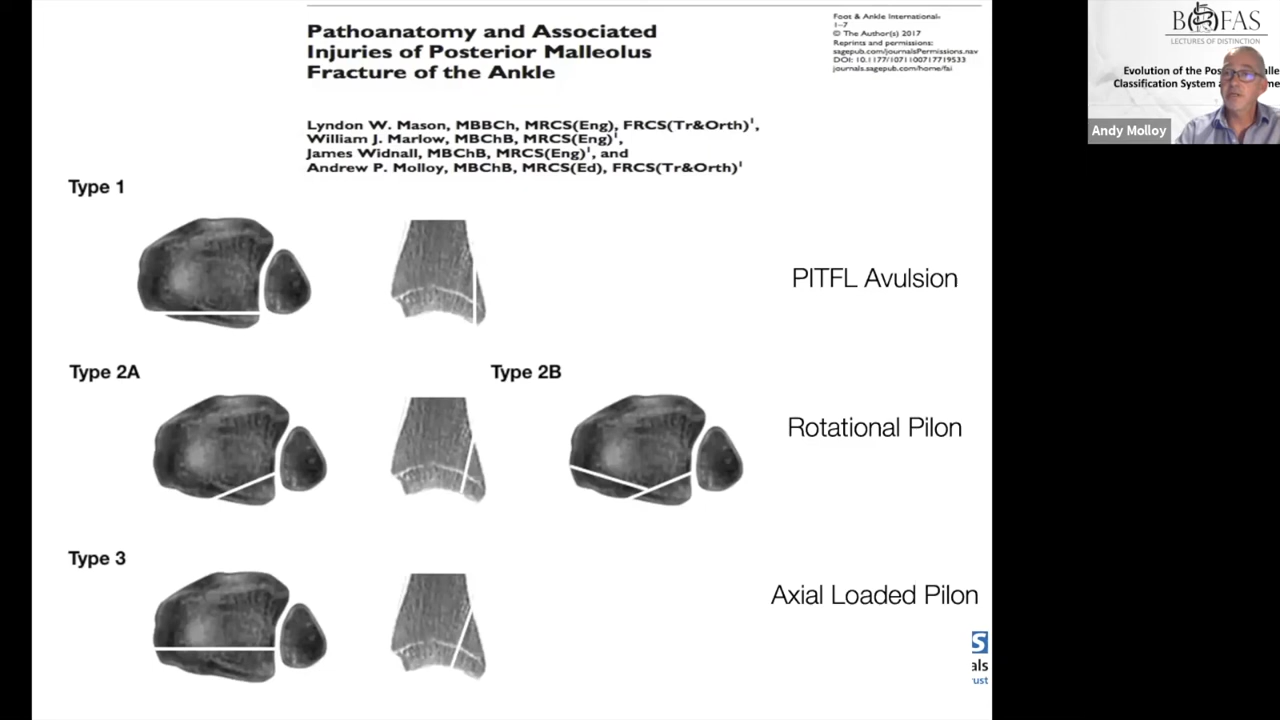 Pathoanatomy and Associated
Injuries of Posterior Malleolus
Fracture of the Ankle
Foot & Ankle International-
1–7
© The Author(s) 2017
Reprints and permissions:
sagepub.com/journalsPermissions.nav
DOI: 10.1177/1071100717719533
journals.sagepub.com/home/fai
Lyndon W. Mason, MBBCh, MRCS(Eng), FRCS(Tr&Orth)¹,
William J. Marlow, MBChB, MRCS(Eng)¹,
James Widnall, MBChB, MRCS(Eng)¹, and
Andrew P. Molloy, MBChB, MRCS(Ed), FRCS(Tr&Orth)¹
Type 1
PITFL Avulsion
Type 2A
Type 2B
Rotational Pilon
Type 3
Axial Loaded Pilon
S
als
rust
BOFAS
LECTURES OF DISTINCTION
Evolution of the Pos
Classification System
Andy Molloy